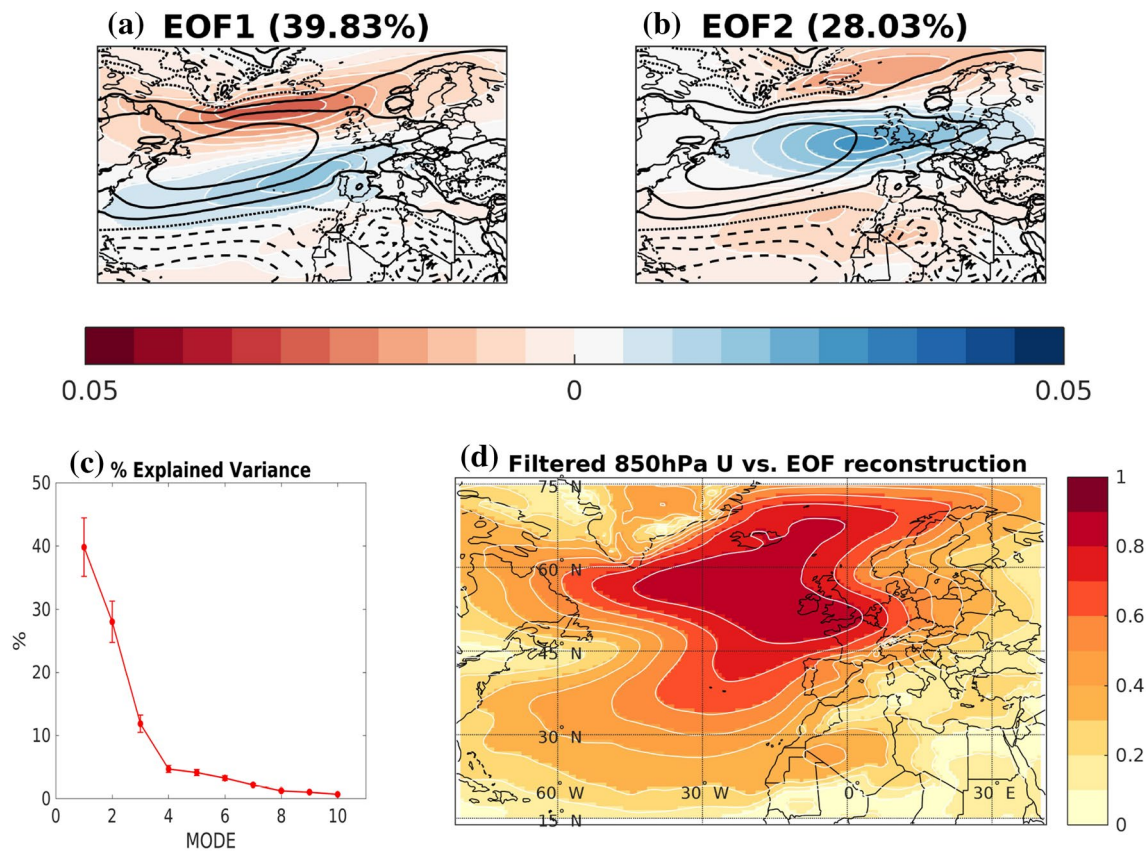 (a) EOF1 (39.83%)
(b) EOF2 (28.03%)
0.05
0
0.05
(c) % Explained Variance
50
40
30
20
10
0
%
0
2
4
6
8
10
MODE
(d) Filtered 850hPa U vs. EOF reconstruction
75° N
60° N
45° N
30° N
15° N
60° W
30° W
0°
30° E
1
0.8
0.6
0.4
0.2
0